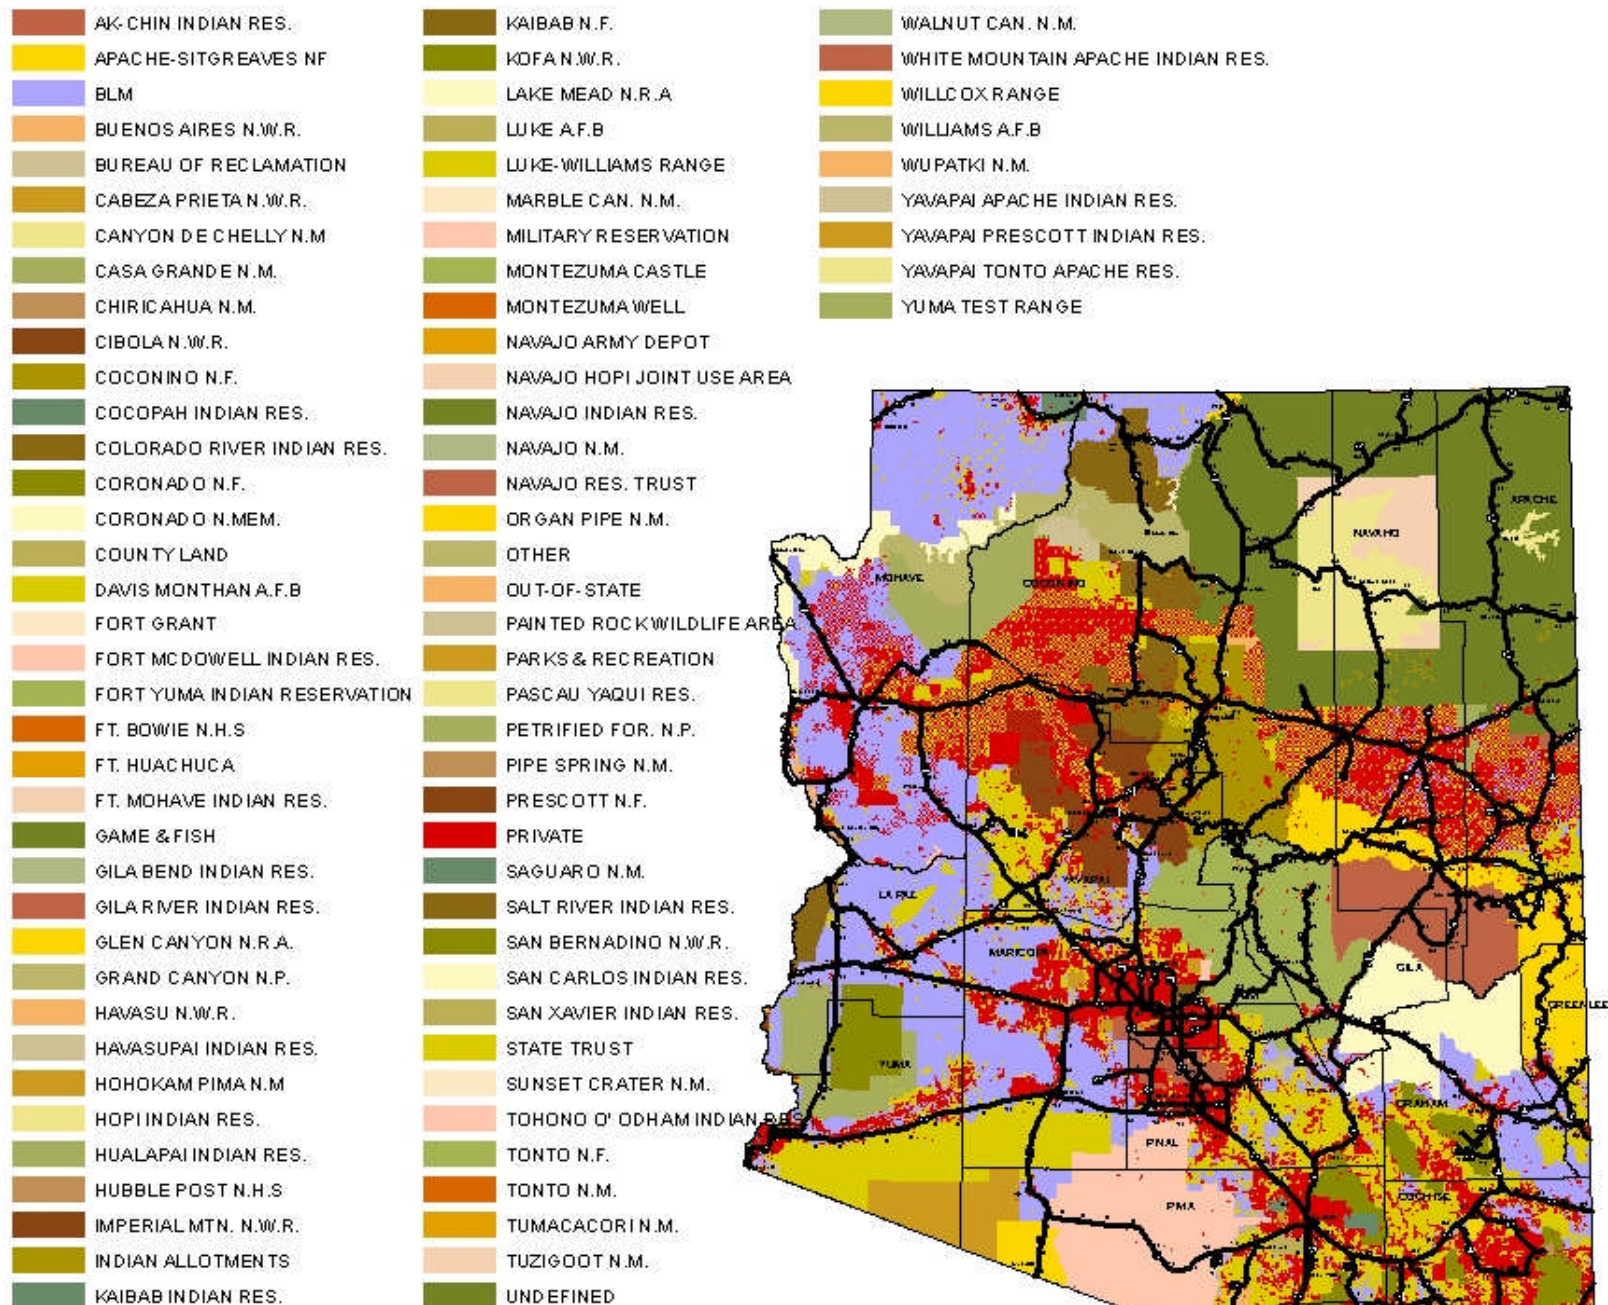 AK-CHIN INDIAN RES.
APACHE-SITGREAVES NF
BLM
BUENOS AIRES N.W.R.
BUREAU OF RECLAMATION
CABEZA PRIETA N.W.R.
CANYON DE CHELLY N.M
CASA GRANDE N.M.
CHIRICAHUA N.M.
CIBOLA N.W.R.
COCONINO N.F.
COCOPAH INDIAN RES.
COLORADO RIVER INDIAN RES.
CORONADO N.F.
CORONADO N.MEM.
COUNTY LAND
DAVIS MONTHAN A.F.B
FORT GRANT
FORT MCDOWELL INDIAN RES.
FORT YUMA INDIAN RESERVATION
FT. BOWIE N.H.S
FT. HUACHUCA
FT. MOHAVE INDIAN RES.
GAME & FISH
GILA BEND INDIAN RES.
GILA RIVER INDIAN RES.
GLEN CANYON N.R.A.
GRAND CANYON N.P.
HAVASU N.W.R.
HAVASUPAI INDIAN RES.
HOHOKAM PIMA N.M
HOPI INDIAN RES.
HUALAPAI INDIAN RES.
HUBBLE POST N.H.S
IMPERIAL MTN. N.W.R.
INDIAN ALLOTMENTS
KAIBAB INDIAN RES.
KAIBAB N.F.
KOFA N.W.R.
LAKE MEAD N.R.A
LUKE A.F.B
LUKE-WILLIAMS RANGE
MARBLE CAN. N.M.
MILITARY RESERVATION
MONTEZUMA CASTLE
MONTEZUMA WELL
NAVAJO ARMY DEPOT
NAVAJO HOPI JOINT USE AREA
NAVAJO INDIAN RES.
NAVAJO N.M.
NAVAJO RES. TRUST
ORGAN PIPE N.M.
OTHER
OUT-OF-STATE
PAINTED ROCK WILDLIFE AREA
PARKS & RECREATION
PASCAU YAQUI RES.
PETRIFIED FOR. N.P.
PIPE SPRING N.M.
PRESCOTT N.F.
PRIVATE
SAGUARO N.M.
SALT RIVER INDIAN RES.
SAN BERNADINO N.W.R.
SAN CARLOS INDIAN RES.
SAN XAVIER INDIAN RES.
STATE TRUST
SUNSET CRATER N.M.
TOHONO O' ODHAM INDIAN RES
TONTO N.F.
TONTO N.M.
TUMACACORI N.M.
TUZIGOOT N.M.
UNDEFINED
WALNUT CAN. N.M.
WHITE MOUNTAIN APACHE INDIAN RES.
WILLCOX RANGE
WILLIAMS A.F.B
WUPATKI N.M.
YAVAPAI APACHE INDIAN RES.
YAVAPAI PRESCOTT INDIAN RES.
YAVAPAI TONTO APACHE RES.
YUMA TEST RANGE
APACHE
NAVAHO
MOHAVE
COCONINO
YAVAPAI
LA PAZ
MARICOPA
GILA
GREENLEE
YUMA
GRAHAM
PINAL
COCHISE
PIMA